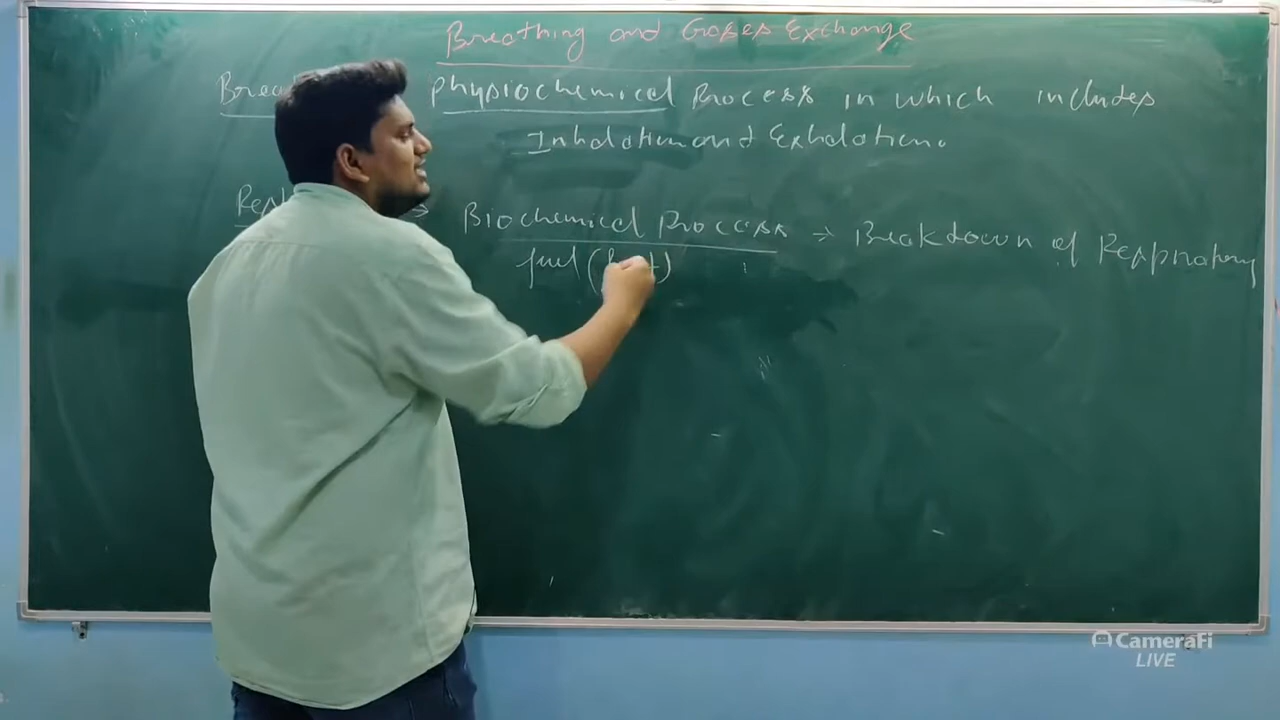 Breathing and Gases Exchange
physiochemical Process in which includes
Inhalation and Exhalation.
→ Biochemical Process → Breakdown of Reppiratory
fuel (
CameraFi
LIVE